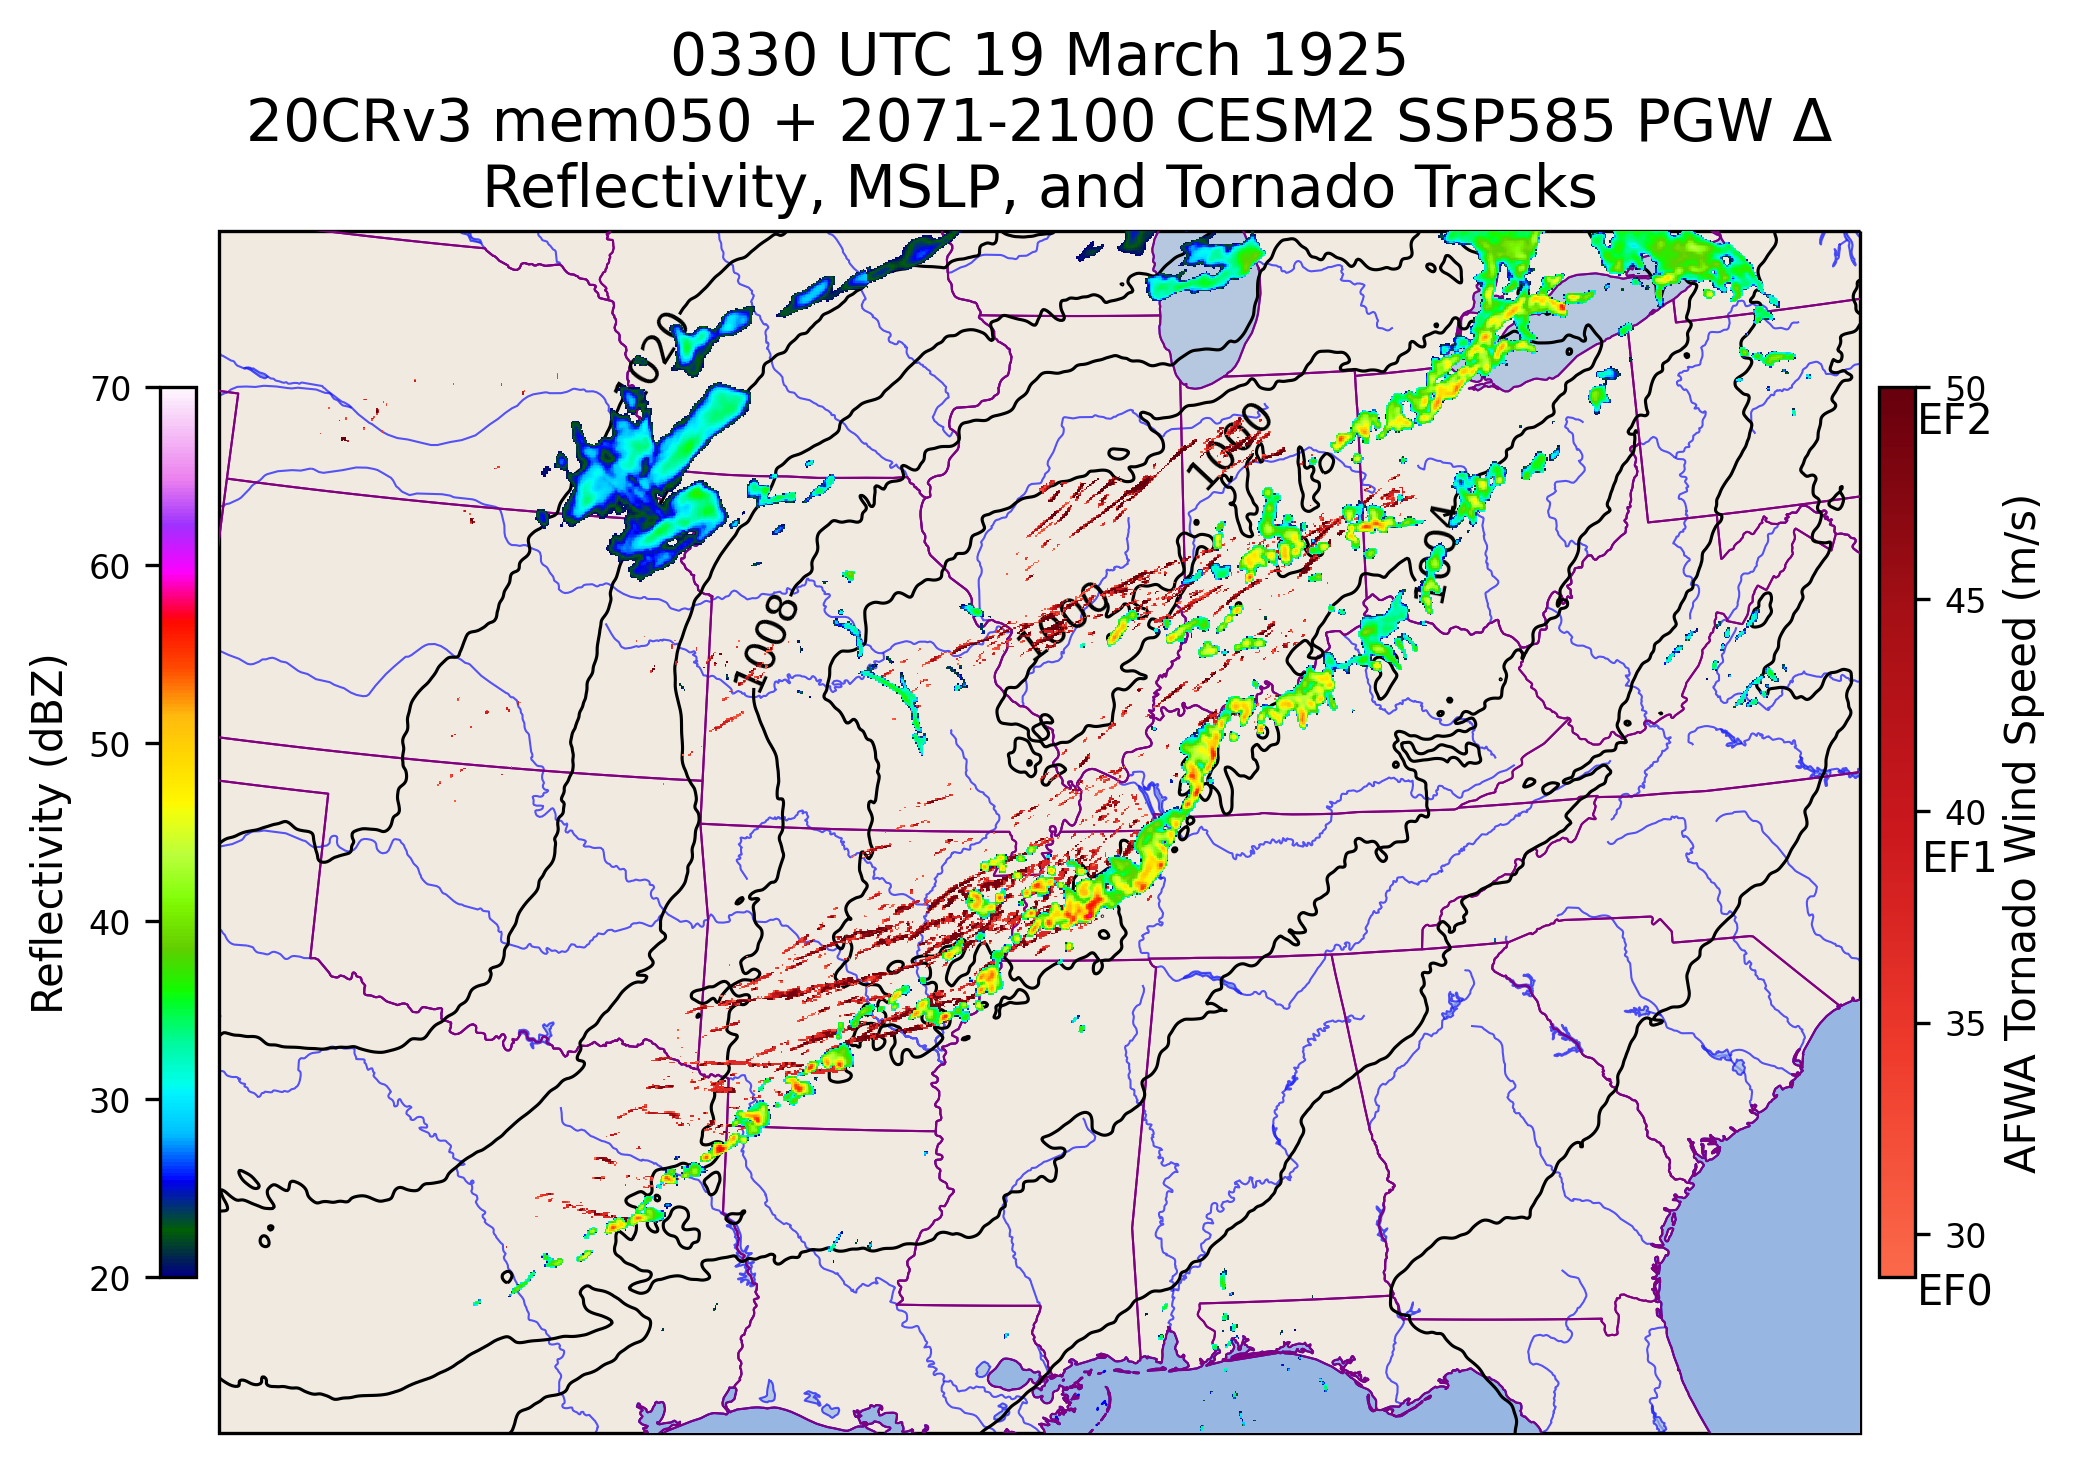 0330 UTC 19 March 1925
20CRv3 mem050 + 2071-2100 CESM2 SSP585 PGW Δ
Reflectivity, MSLP, and Tornado Tracks
70
60
50
40
30
20
Reflectivity (dBZ)
1020
1008
1000
1000
1004
50
EF2
45
40
EF1
35
30
EF0
AFWA Tornado Wind Speed (m/s)